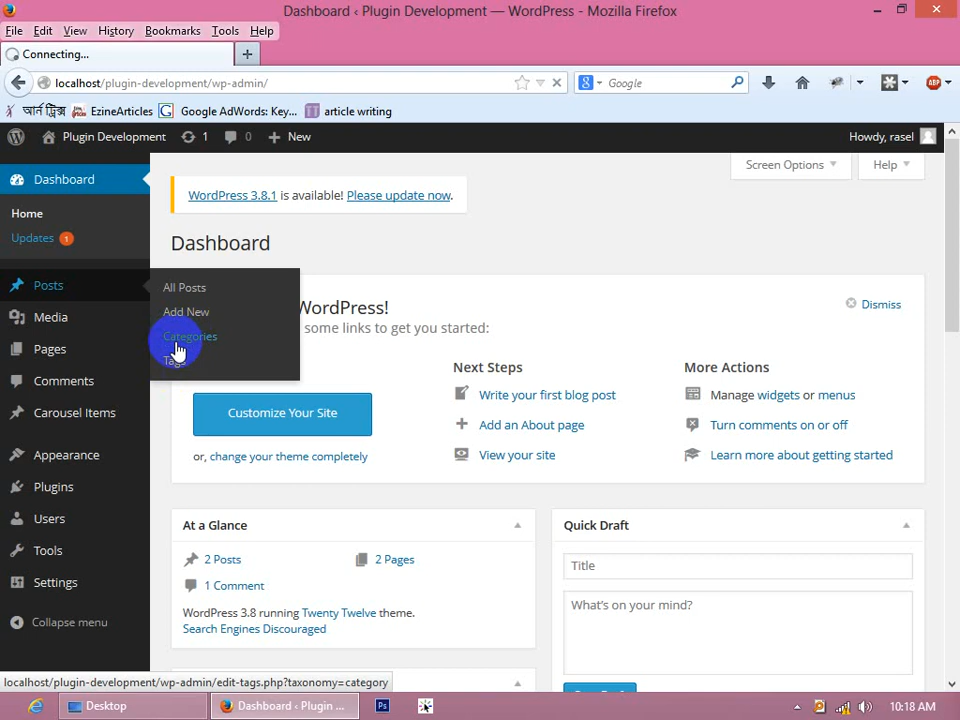 Dashboard ‹ Plugin Development — WordPress - Mozilla Firefox
File Edit View History Bookmarks Tools Help
Connecting...
localhost/plugin-development/wp-admin/
Google
আর্ন ট্রিক্স EzineArticles Google AdWords: Key... article writing
Plugin Development 1 0 New Howdy, rasel
Screen Options Help
Dashboard
Home
Updates 1
Posts
Media
Pages
Comments
Carousel Items
Appearance
Plugins
Users
Tools
Settings
Collapse menu
All Posts
Add New
Categories
Tags
WordPress 3.8.1 is available! Please update now.
Dashboard
WordPress!
some links to get you started:
Dismiss
Customize Your Site
or, change your theme completely
Next Steps
Write your first blog post
Add an About page
View your site
More Actions
Manage widgets or menus
Turn comments on or off
Learn more about getting started
At a Glance
2 Posts 2 Pages
1 Comment
WordPress 3.8 running Twenty Twelve theme.
Search Engines Discouraged
Quick Draft
Title
What's on your mind?
localhost/plugin-development/wp-admin/edit-tags.php?taxonomy=category
Desktop Dashboard ‹ Plugin ... Ps 10:18 AM